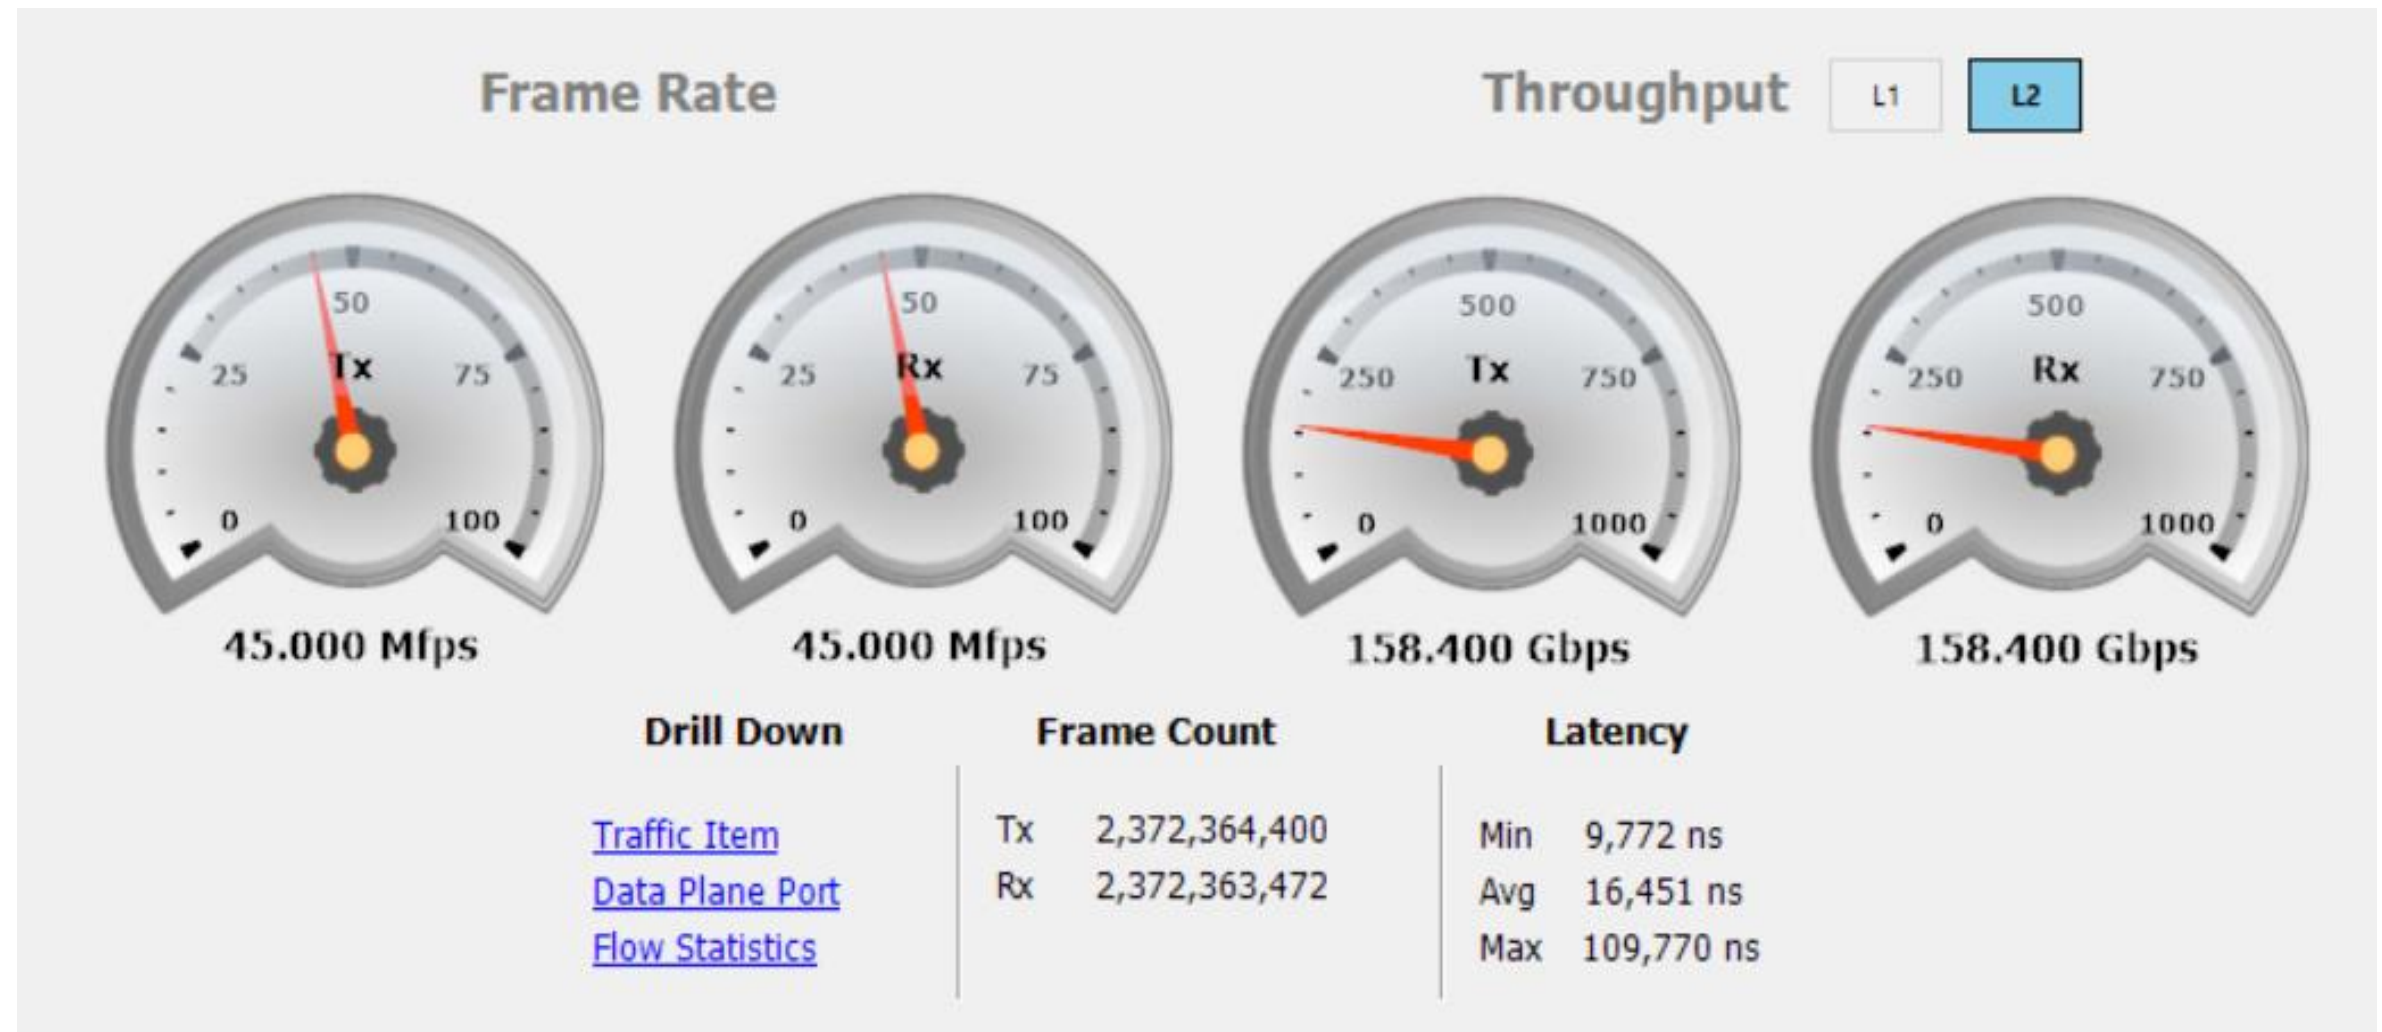 Frame Rate
Throughput L1 L2
50
25 Tx 75
0 100
45.000 Mfps
50
25 Rx 75
0 100
45.000 Mfps
500
250 Tx 750
0 1000
158.400 Gbps
500
250 Rx 750
0 1000
158.400 Gbps
Drill Down
Traffic Item
Data Plane Port
Flow Statistics
Frame Count
Tx 2,372,364,400
Rx 2,372,363,472
Latency
Min 9,772 ns
Avg 16,451 ns
Max 109,770 ns